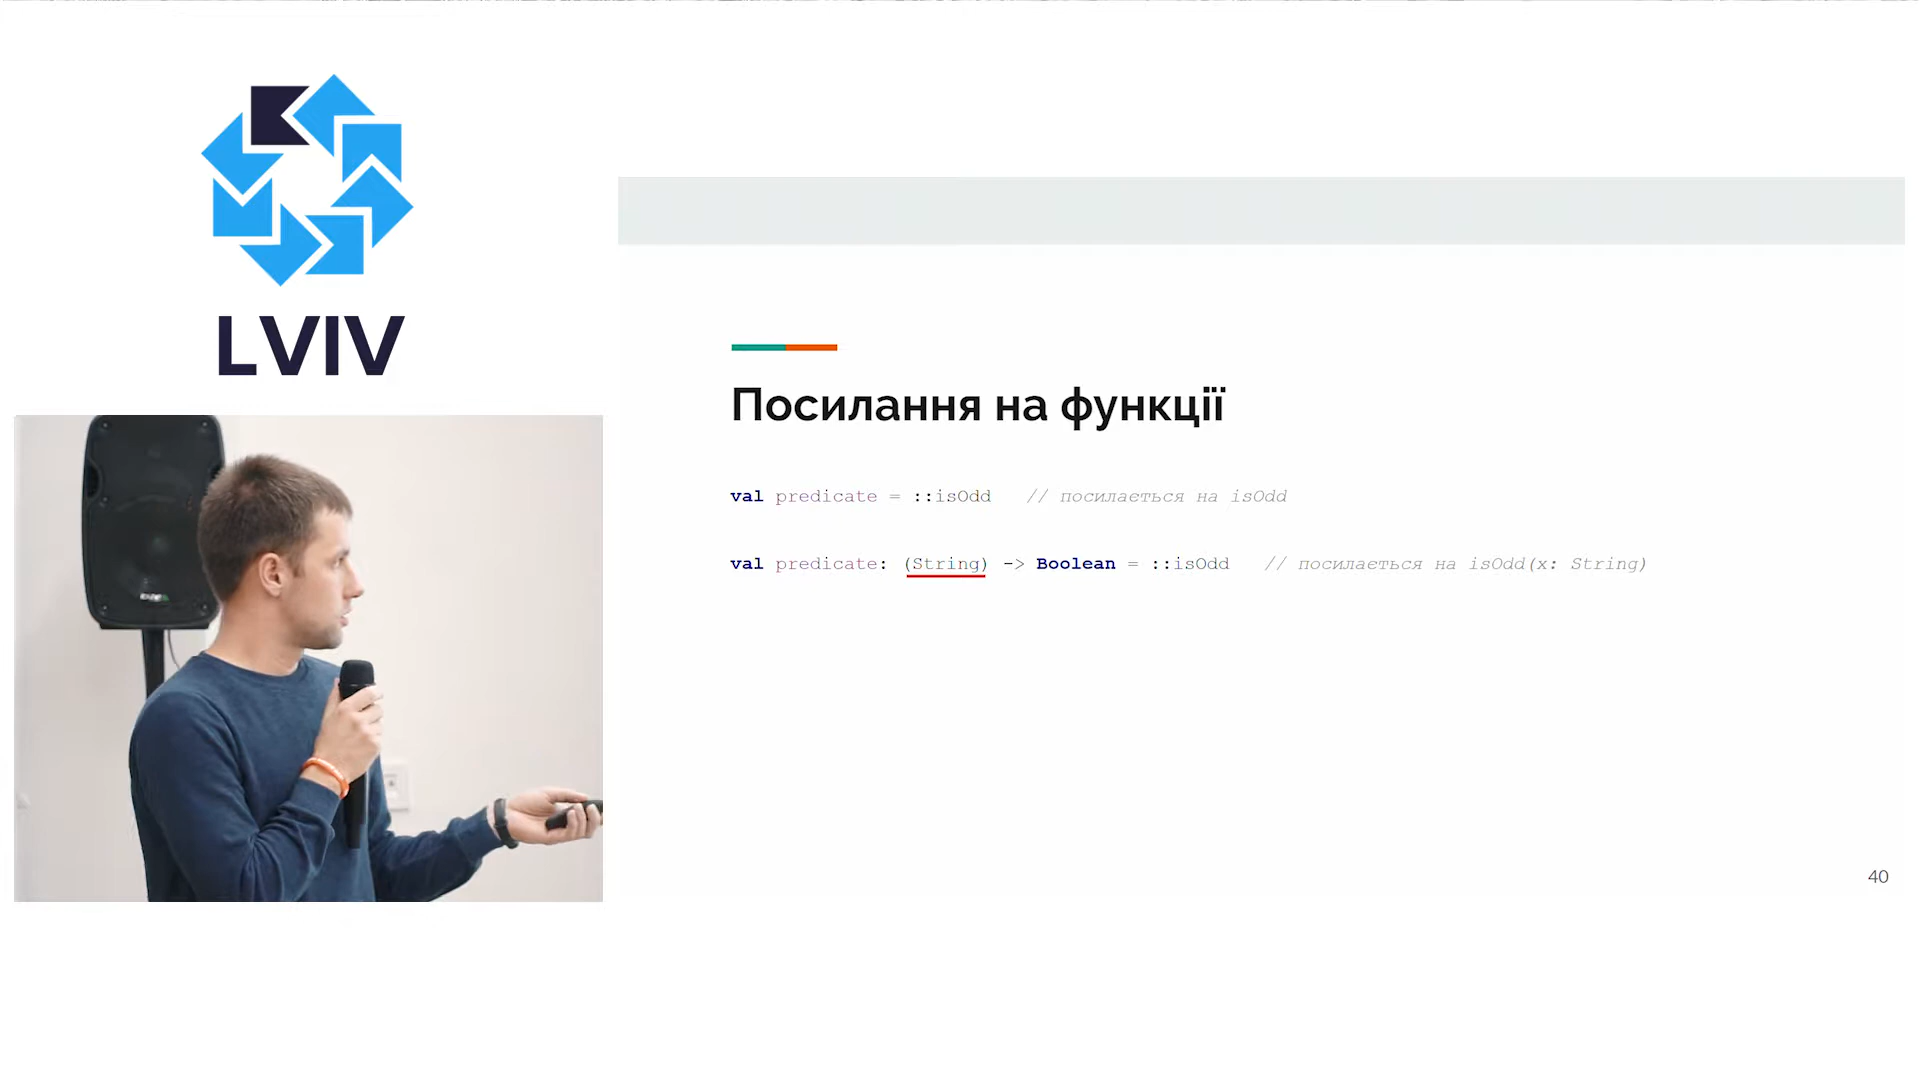 LVIV
Посилання на функції
val predicate = ::isOdd // посилається на isOdd
val predicate: (String) -> Boolean = ::isOdd // посилається на isOdd(x: String)
40